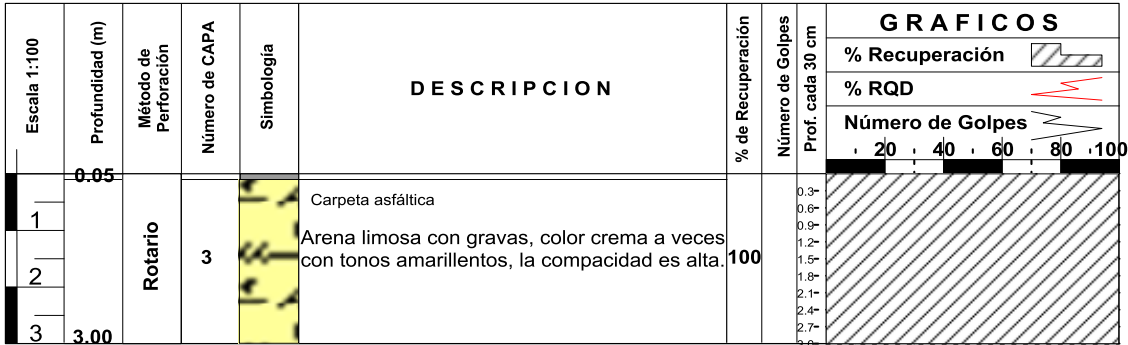 Escala 1:100
Profundidad (m)
Método de
Perforación
Número de CAPA
Simbología
D E S C R I P C I O N
% de Recuperación
Número de Golpes
Prof. cada 30 cm
G R A F I C O S
% Recuperación
% RQD
Número de Golpes
20 40 60 80 100
0.05
1
2
3
3.00
Rotario
3
Carpeta asfáltica
Arena limosa con gravas, color crema a veces
con tonos amarillentos, la compacidad es alta.
100
0.3
0.6
0.9
1.2
1.5
1.8
2.1
2.4
2.7